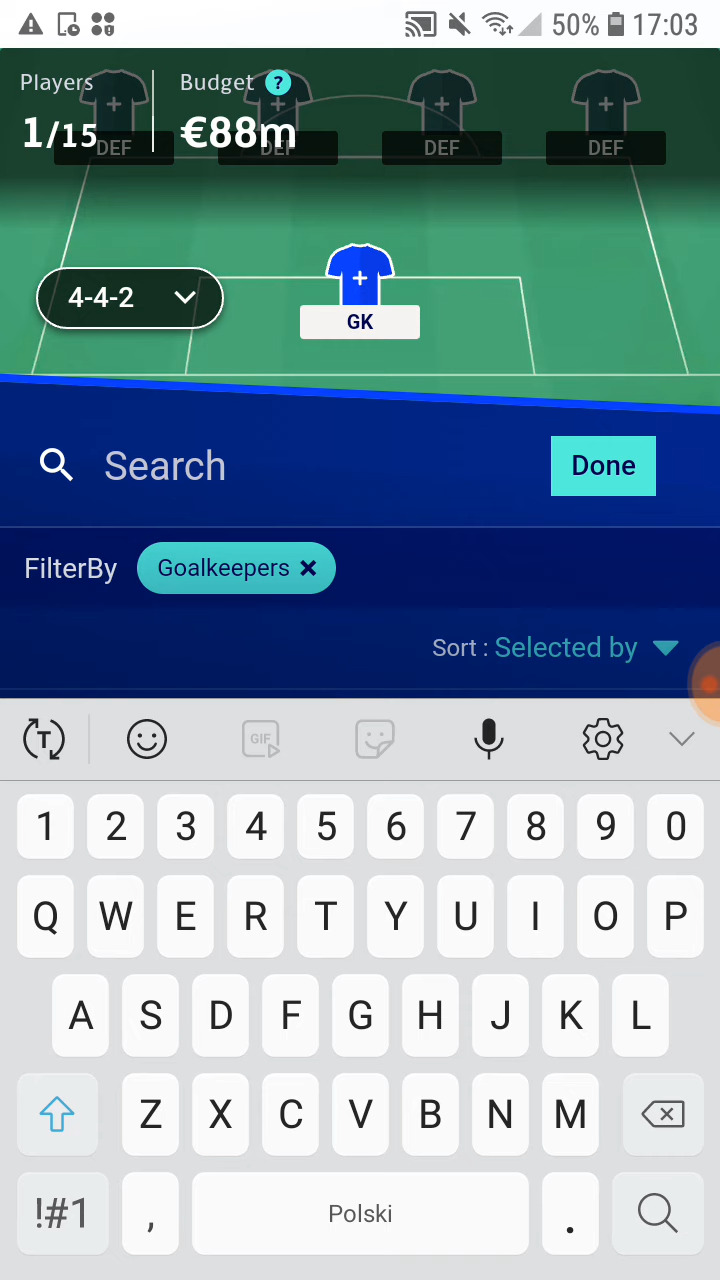 50% 17:03
Players
Budget ?
1/15
€88m
DEF
DEF
DEF
DEF
4-4-2
GK
Search
Done
FilterBy
Goalkeepers ×
Sort : Selected by
T
GIF
1 2 3 4 5 6 7 8 9 0
Q W E R T Y U I O P
A S D F G H J K L
Z X C V B N M
!#1 , Polski .